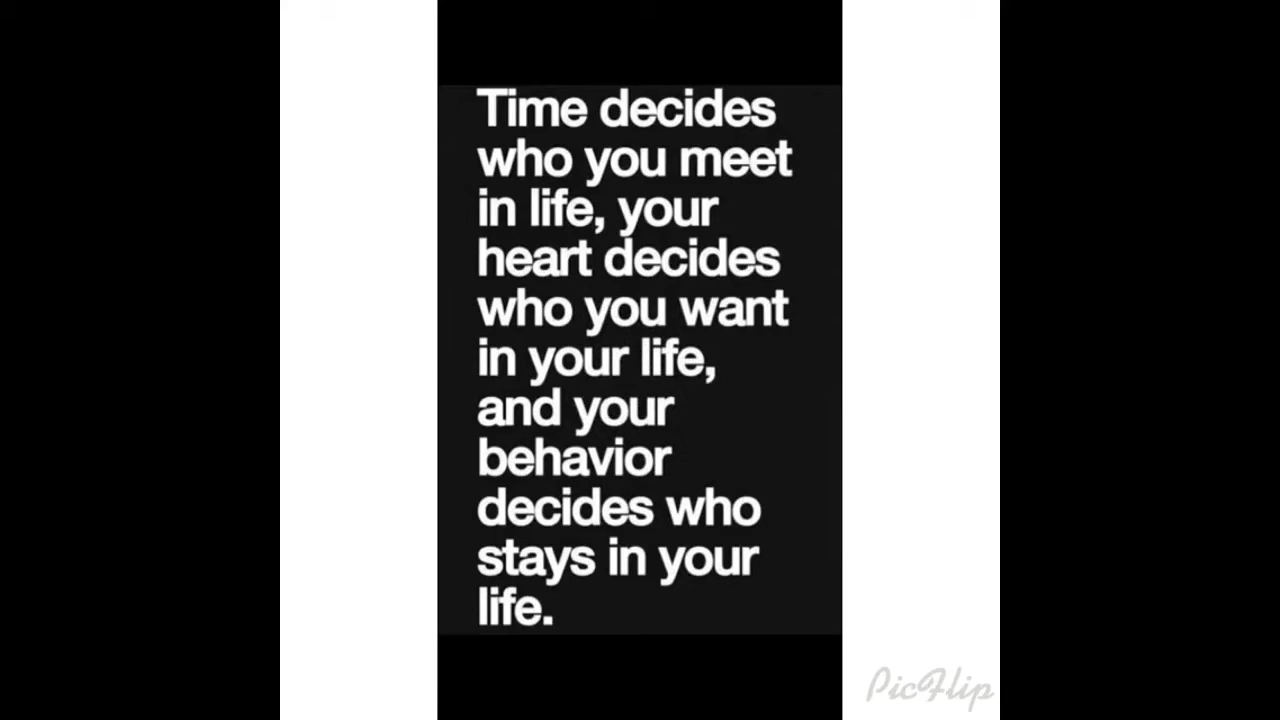 Time decides
who you meet
in life, your
heart decides
who you want
in your life,
and your
behavior
decides who
stays in your
life.
PicFlip